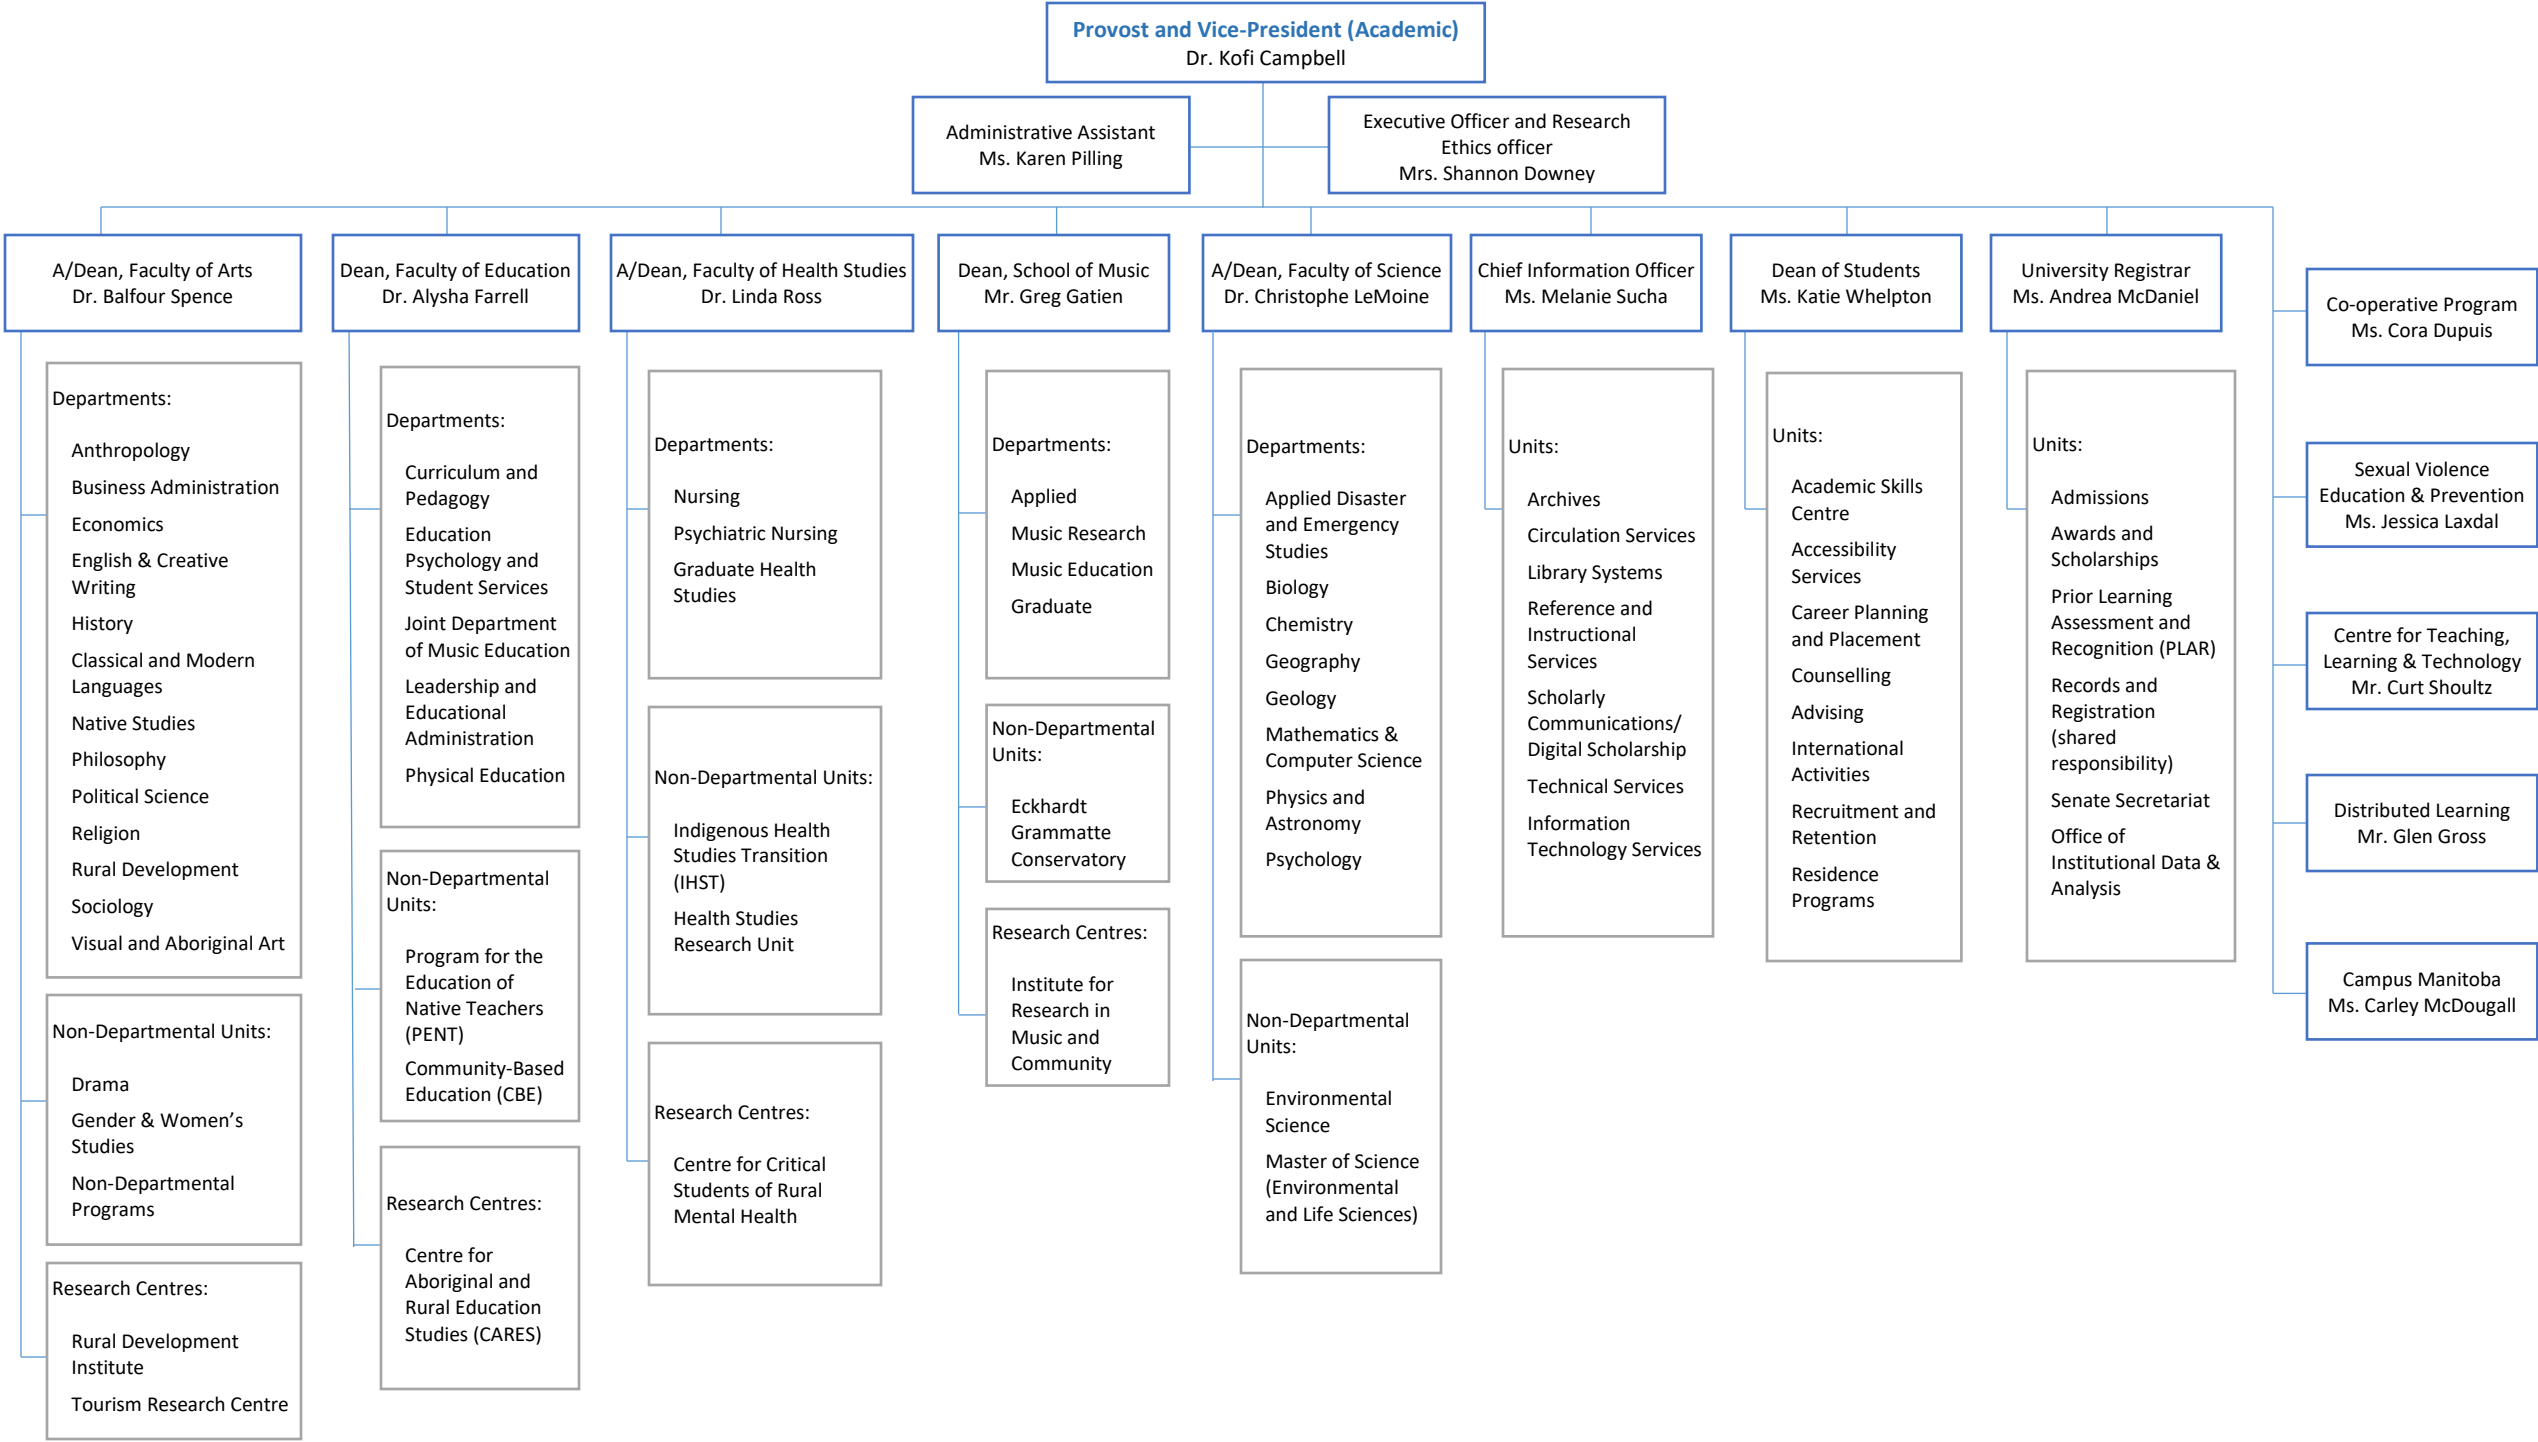 Provost and Vice-President (Academic)
Dr. Kofi Campbell
Administrative Assistant
Ms. Karen Pilling
Executive Officer and Research
Ethics officer
Mrs. Shannon Downey
A/Dean, Faculty of Arts
Dr. Balfour Spence
Departments:
Anthropology
Business Administration
Economics
English & Creative
Writing
History
Classical and Modern
Languages
Native Studies
Philosophy
Political Science
Religion
Rural Development
Sociology
Visual and Aboriginal Art
Non-Departmental Units:
Drama
Gender & Women’s
Studies
Non-Departmental
Programs
Research Centres:
Rural Development
Institute
Tourism Research Centre
Dean, Faculty of Education
Dr. Alysha Farrell
Departments:
Curriculum and
Pedagogy
Education
Psychology and
Student Services
Joint Department
of Music Education
Leadership and
Educational
Administration
Physical Education
Non-Departmental
Units:
Program for the
Education of
Native Teachers
(PENT)
Community-Based
Education (CBE)
Research Centres:
Centre for
Aboriginal and
Rural Education
Studies (CARES)
A/Dean, Faculty of Health Studies
Dr. Linda Ross
Departments:
Nursing
Psychiatric Nursing
Graduate Health
Studies
Non-Departmental Units:
Indigenous Health
Studies Transition
(IHST)
Health Studies
Research Unit
Research Centres:
Centre for Critical
Students of Rural
Mental Health
Dean, School of Music
Mr. Greg Gatien
Departments:
Applied
Music Research
Music Education
Graduate
Non-Departmental
Units:
Eckhardt
Grammatte
Conservatory
Research Centres:
Institute for
Research in
Music and
Community
A/Dean, Faculty of Science
Dr. Christophe LeMoine
Departments:
Applied Disaster
and Emergency
Studies
Biology
Chemistry
Geography
Geology
Mathematics &
Computer Science
Physics and
Astronomy
Psychology
Non-Departmental
Units:
Environmental
Science
Master of Science
(Environmental
and Life Sciences)
Chief Information Officer
Ms. Melanie Sucha
Units:
Archives
Circulation Services
Library Systems
Reference and
Instructional
Services
Scholarly
Communications/
Digital Scholarship
Technical Services
Information
Technology Services
Dean of Students
Ms. Katie Whelpton
Units:
Academic Skills
Centre
Accessibility
Services
Career Planning
and Placement
Counselling
Advising
International
Activities
Recruitment and
Retention
Residence
Programs
University Registrar
Ms. Andrea McDaniel
Units:
Admissions
Awards and
Scholarships
Prior Learning
Assessment and
Recognition (PLAR)
Records and
Registration
(shared
responsibility)
Senate Secretariat
Office of
Institutional Data &
Analysis
Co-operative Program
Ms. Cora Dupuis
Sexual Violence
Education & Prevention
Ms. Jessica Laxdal
Centre for Teaching,
Learning & Technology
Mr. Curt Shoultz
Distributed Learning
Mr. Glen Gross
Campus Manitoba
Ms. Carley McDougall